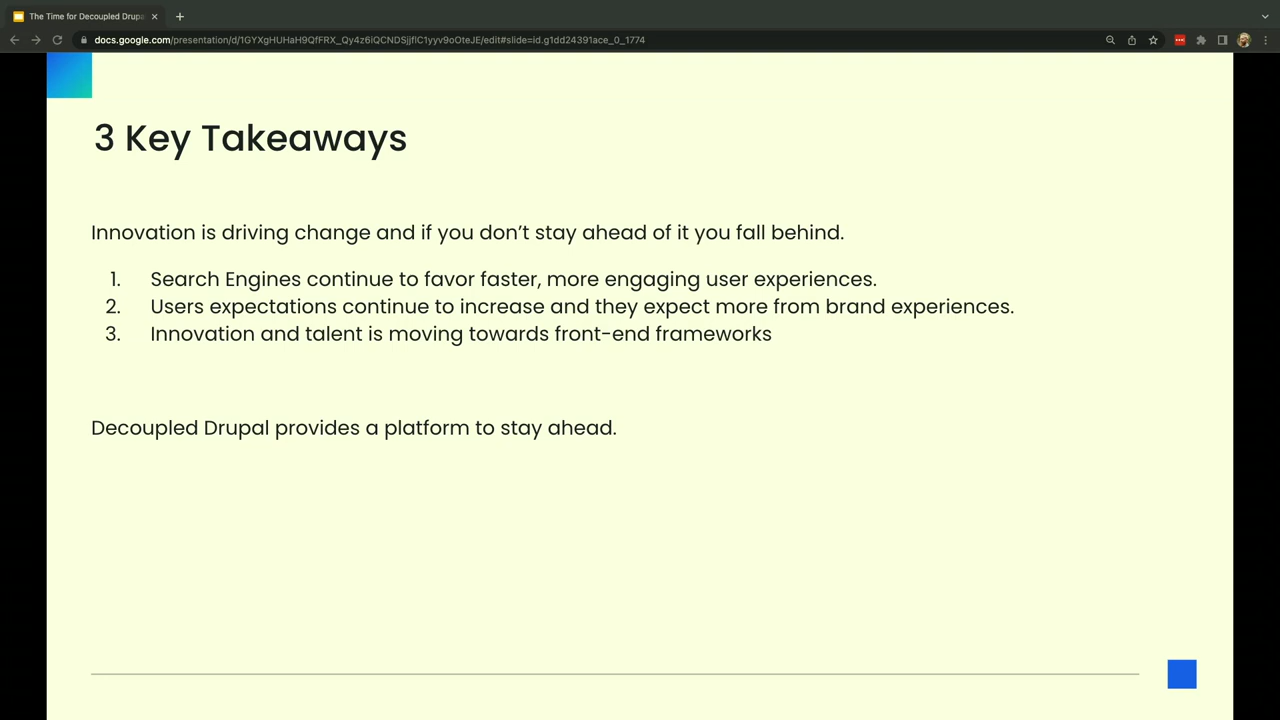 The Time for Decoupled Drupa
docs.google.com/presentation/d/1GYXgHUHaH9QfFRX_Qy4z6iQCNDSjjflC1yyv9oOteJE/edit#slide=id.g1dd24391ace_0_1774
3 Key Takeaways
Innovation is driving change and if you don’t stay ahead of it you fall behind.
1. Search Engines continue to favor faster, more engaging user experiences.
2. Users expectations continue to increase and they expect more from brand experiences.
3. Innovation and talent is moving towards front-end frameworks
Decoupled Drupal provides a platform to stay ahead.